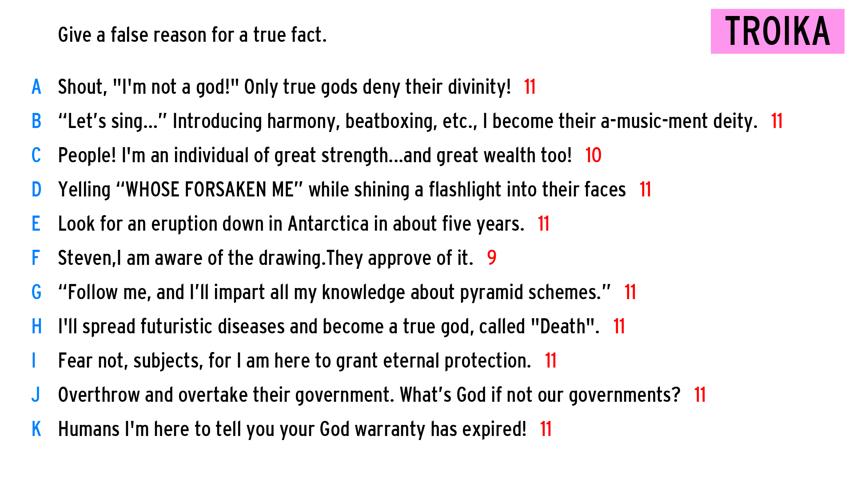 Give a false reason for a true fact.
TROIKA
A Shout, "I'm not a god!" Only true gods deny their divinity! 11
B “Let’s sing...” Introducing harmony, beatboxing, etc., I become their a-music-ment deity. 11
C People! I'm an individual of great strength...and great wealth too! 10
D Yelling “WHOSE FORSAKEN ME” while shining a flashlight into their faces 11
E Look for an eruption down in Antarctica in about five years. 11
F Steven,I am aware of the drawing.They approve of it. 9
G “Follow me, and I’ll impart all my knowledge about pyramid schemes.” 11
H I'll spread futuristic diseases and become a true god, called "Death". 11
I Fear not, subjects, for I am here to grant eternal protection. 11
J Overthrow and overtake their government. What’s God if not our governments? 11
K Humans I'm here to tell you your God warranty has expired! 11